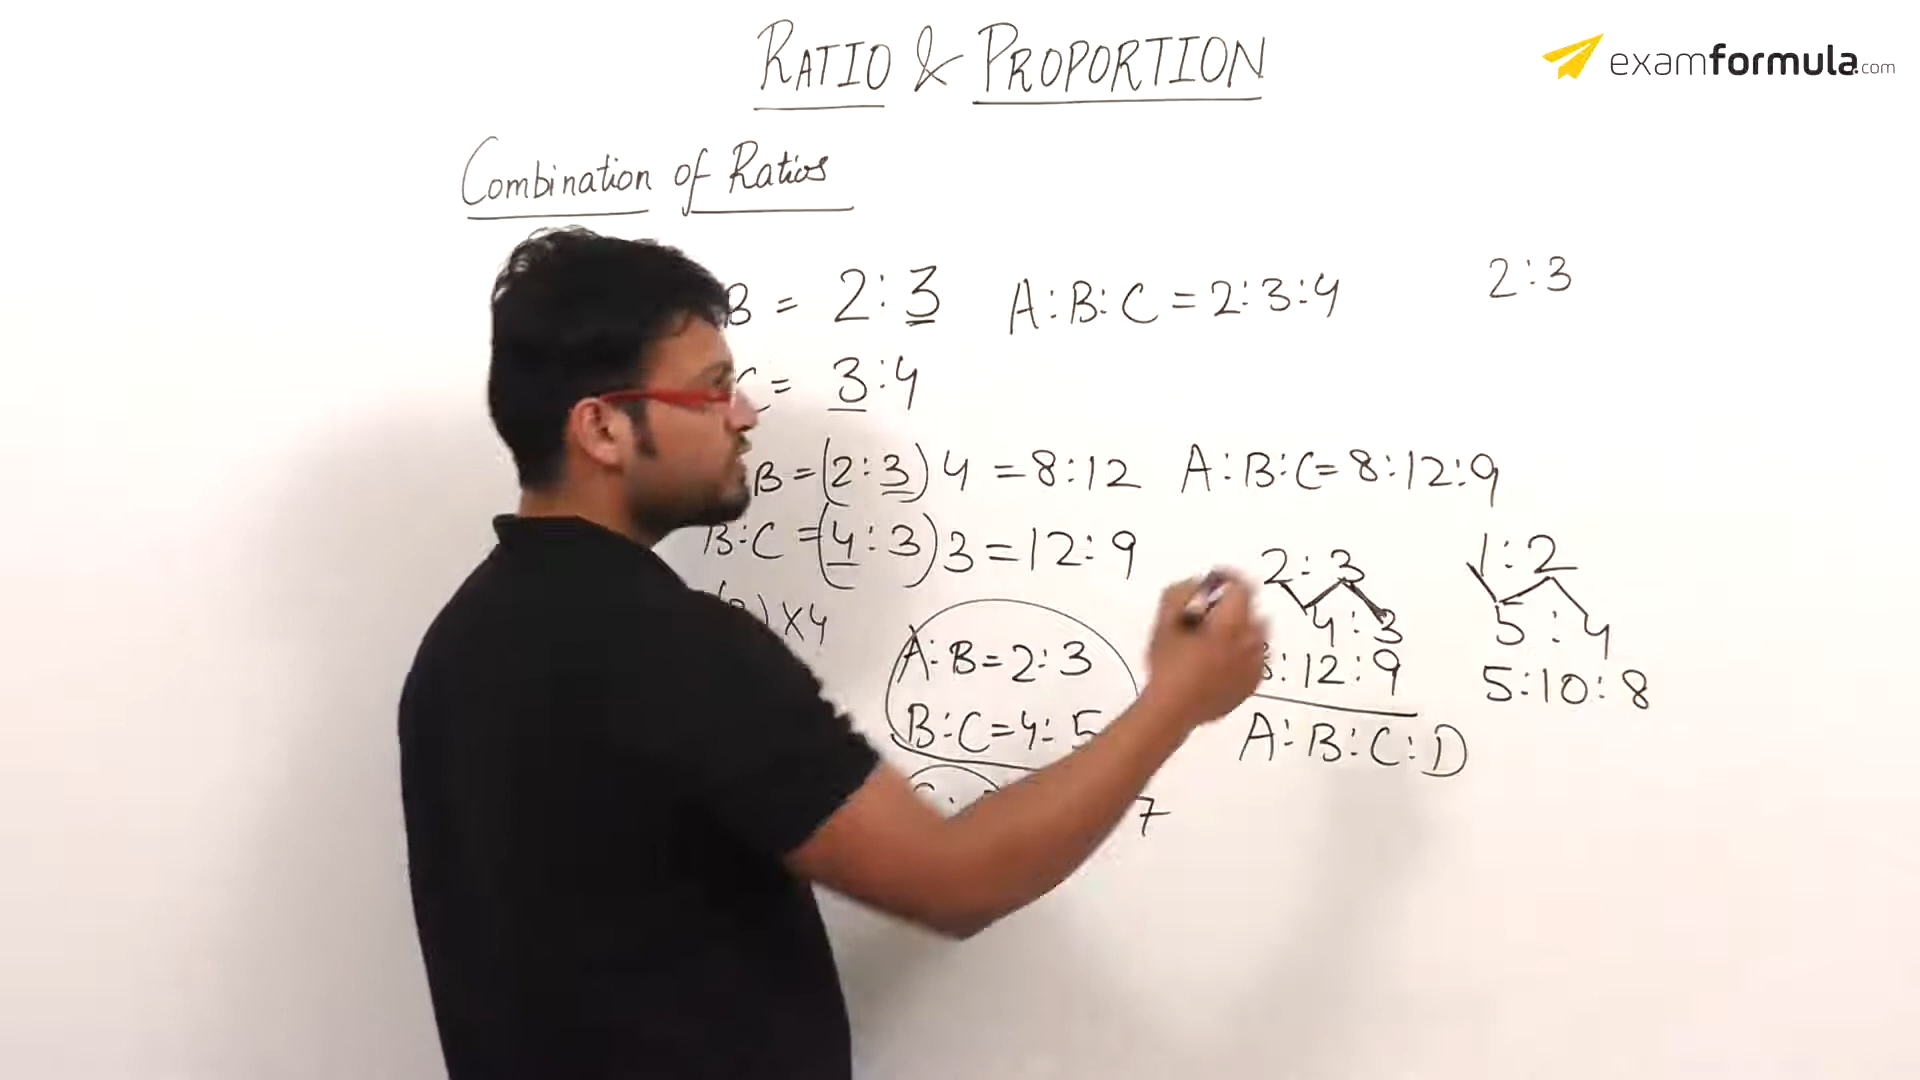 RATIO & PROPORTION
examformula.com
Combination of Ratios
B = 2:3 A:B:C = 2:3:4 2:3
C = 3:4
B = (2:3) 4 = 8:12 A:B:C = 8:12:9
B:C = (4:3) 3 = 12:9
2:3 1:2
4:3 5:4
) X4
A:B = 2:3
:12:9 5:10:8
B:C = 4:5
A:B:C:D
7